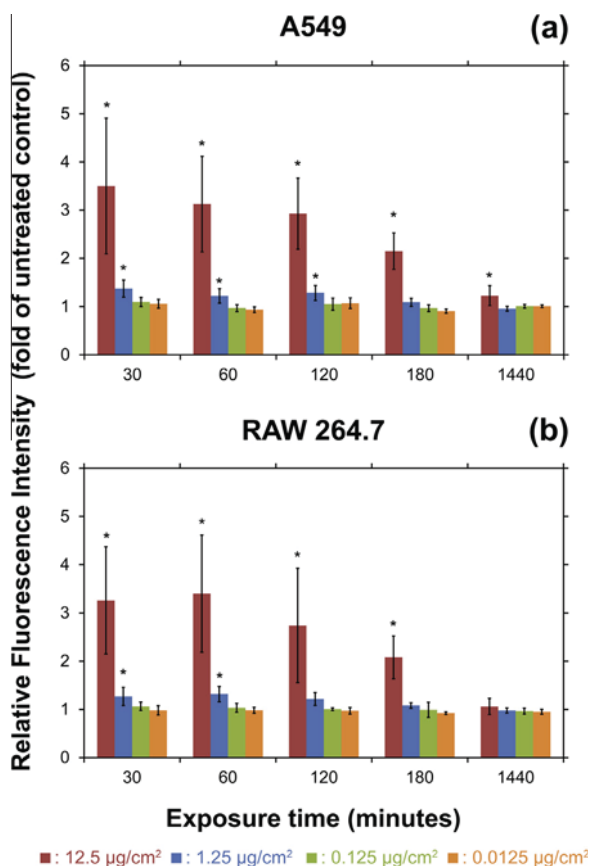 A549
(a)
Relative Fluorescence Intensity (fold of untreated control)
6
5
4
3
2
1
0
* * * * * * * *
30 60 120 180 1440
RAW 264.7
(b)
6
5
4
3
2
1
0
* * * * * *
30 60 120 180 1440
Exposure time (minutes)
: 12.5 µg/cm² : 1.25 µg/cm² : 0.125 µg/cm² : 0.0125 µg/cm²